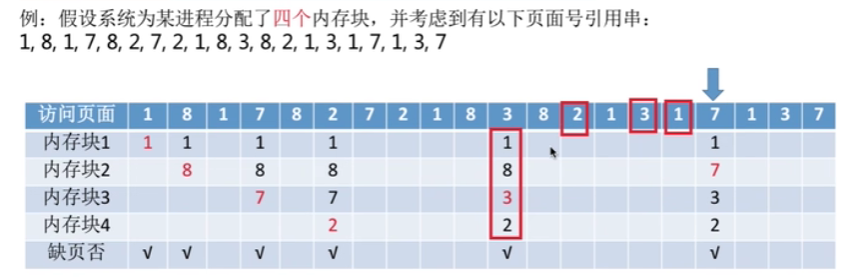 例：假设系统为某进程分配了四个内存块，并考虑到有以下页面号引用串：
1, 8, 1, 7, 8, 2, 7, 2, 1, 8, 3, 8, 2, 1, 3, 1, 7, 1, 3, 7
访问页面 1 8 1 7 8 2 7 2 1 8 3 8 2 1 3 1 7 1 3 7
内存块1 1 1 1 1 1 1
内存块2 8 8 8 8 7
内存块3 7 7 3 3
内存块4 2 2 2
缺页否 √ √ √ √ √ √